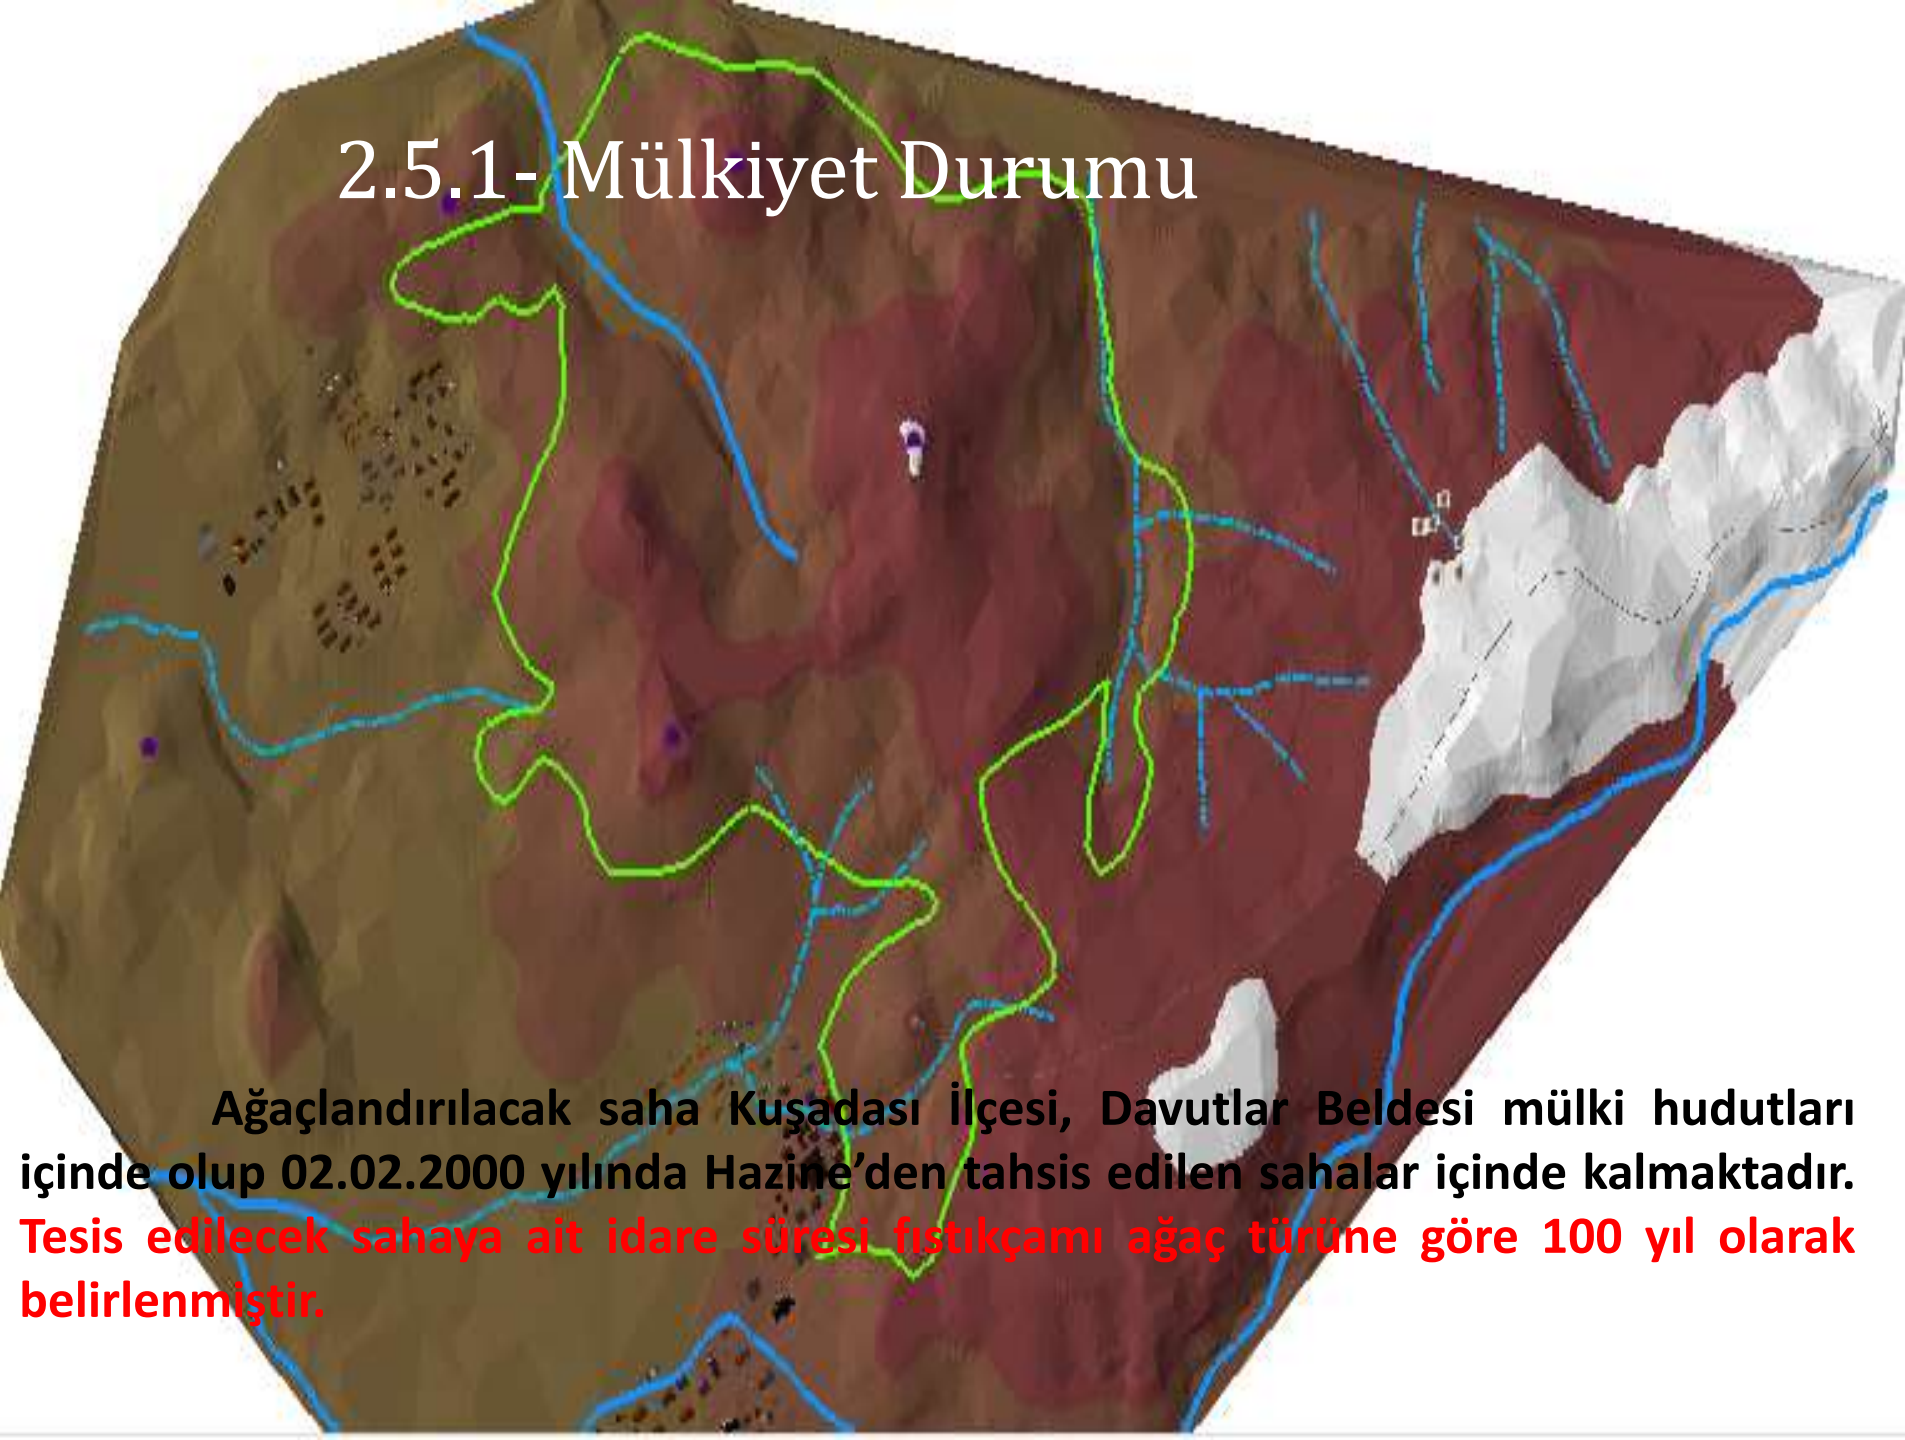 2.5.1- Mülkiyet Durumu
Ağaçlandırılacak saha Kuşadası İlçesi, Davutlar Beldesi mülki hudutları
içinde olup 02.02.2000 yılında Hazine’den tahsis edilen sahalar içinde kalmaktadır.
Tesis edilecek sahaya ait idare süresi fıstıkçamı ağaç türüne göre 100 yıl olarak
belirlenmiştir.